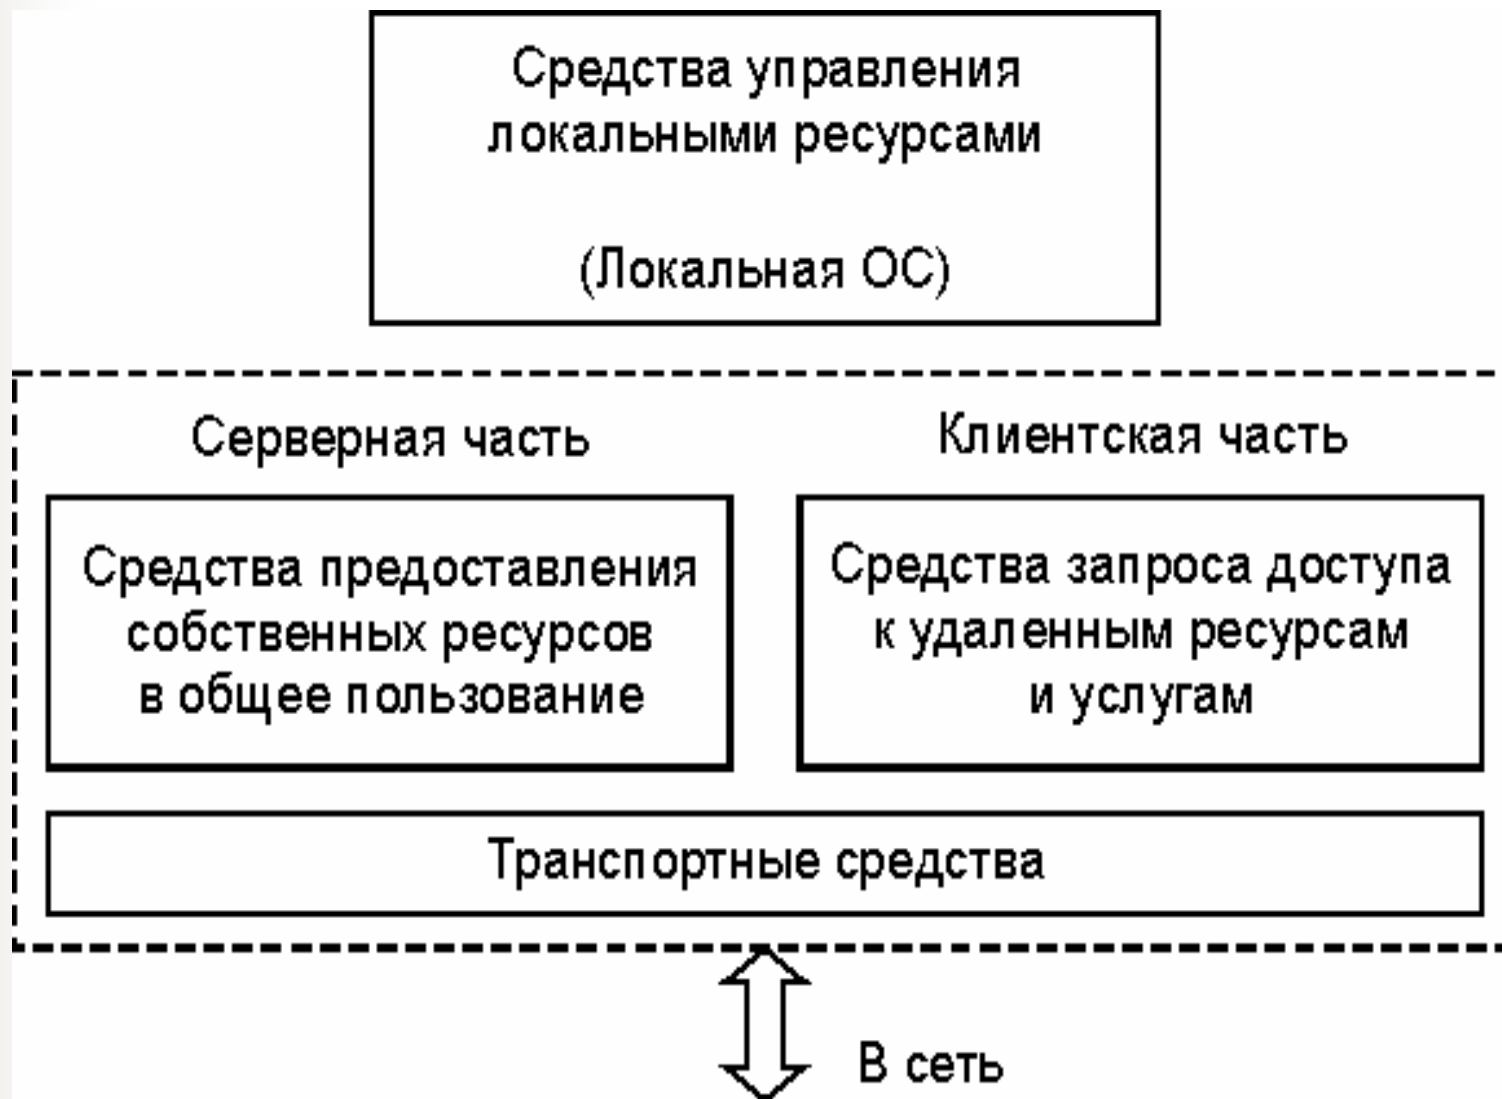 Средства управления
локальными ресурсами
(Локальная ОС)
Серверная часть
Клиентская часть
Средства предоставления
собственных ресурсов
в общее пользование
Средства запроса доступа
к удаленным ресурсам
и услугам
Транспортные средства
В сеть